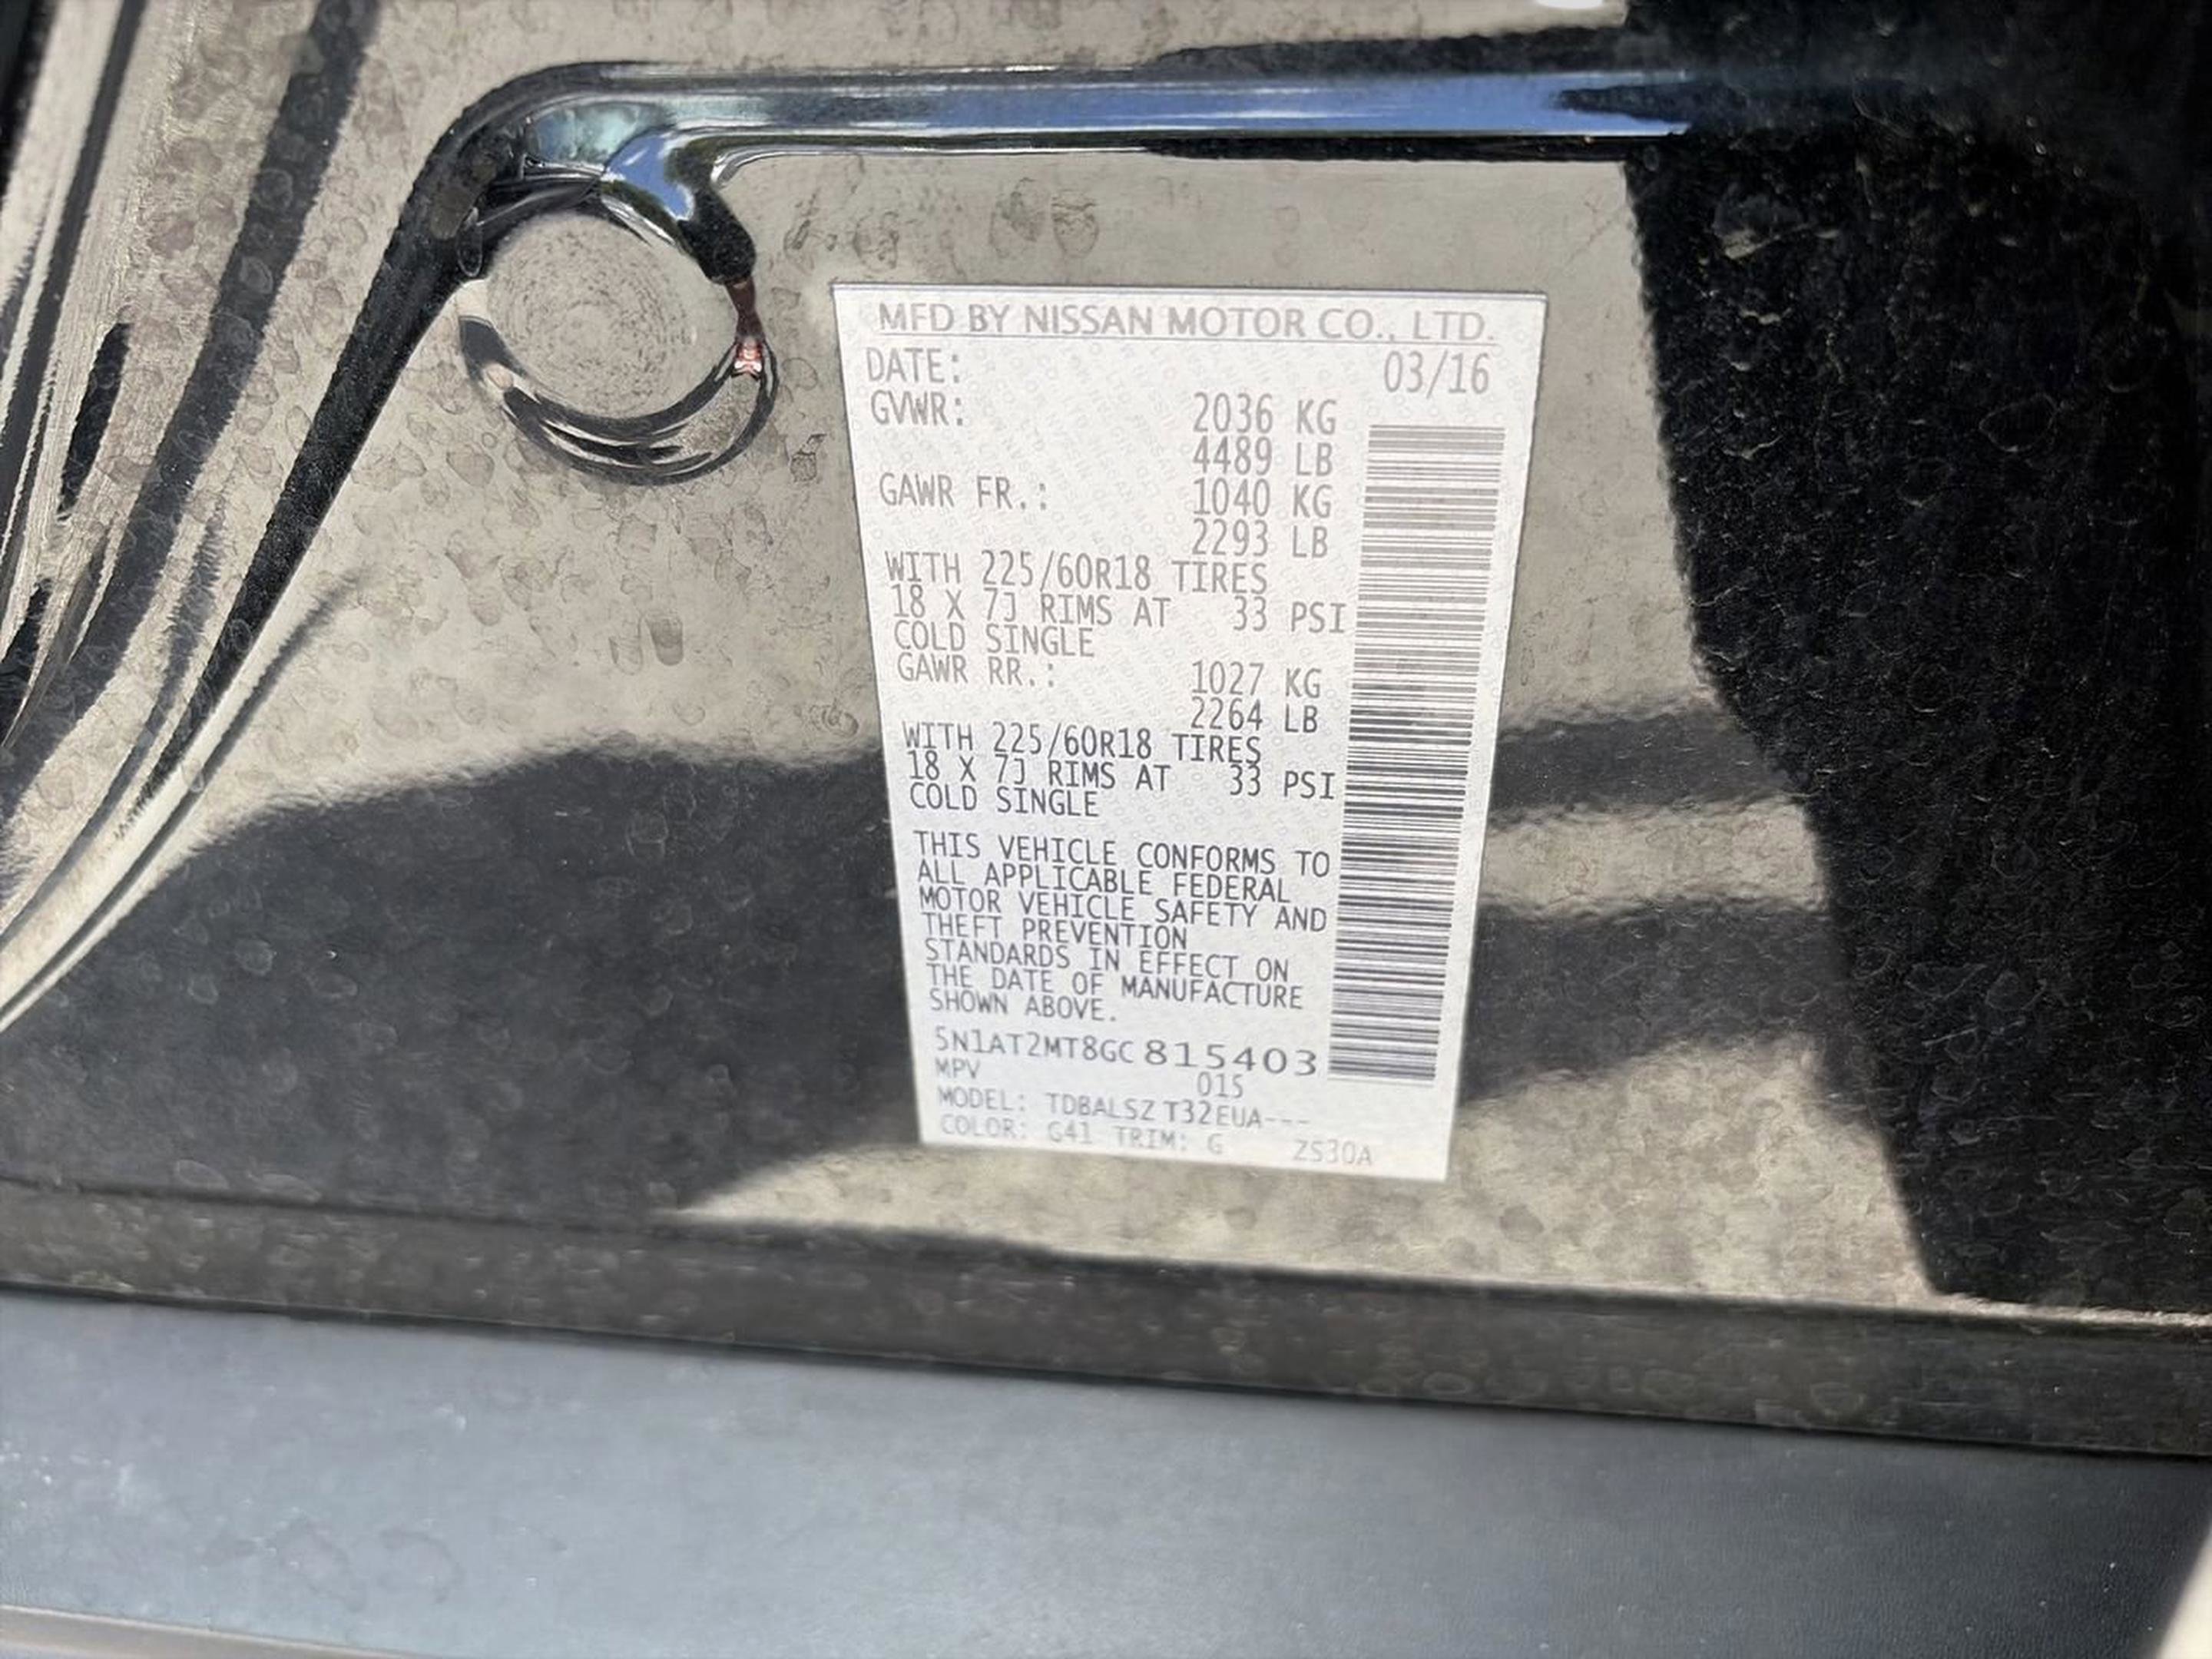 MFD BY NISSAN MOTOR CO., LTD.
DATE: 03/16
GVWR: 2036 KG
4489 LB
GAWR FR.: 1040 KG
2293 LB
WITH 225/60R18 TIRES
18 X 7J RIMS AT 33 PSI
COLD SINGLE
GAWR RR.: 1027 KG
2264 LB
WITH 225/60R18 TIRES
18 X 7J RIMS AT 33 PSI
COLD SINGLE
THIS VEHICLE CONFORMS TO
ALL APPLICABLE FEDERAL
MOTOR VEHICLE SAFETY AND
THEFT PREVENTION
STANDARDS IN EFFECT ON
THE DATE OF MANUFACTURE
SHOWN ABOVE.
5N1AT2MT8GC815403
MPV 015
MODEL: TDBALSZ T32EUA---
COLOR: G41 TRIM: G ZS30A